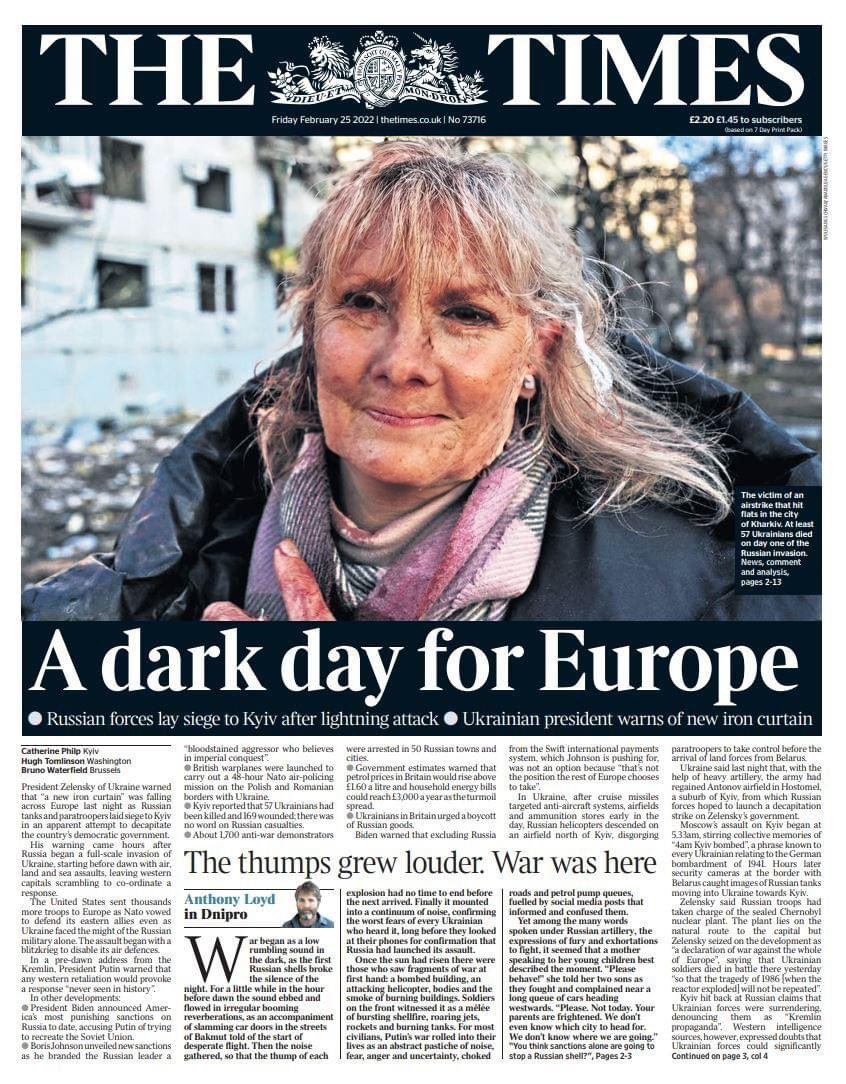 THE TIMES
DIEU ET MON DROIT
Friday February 25 2022 | thetimes.co.uk | No 73716
£2.20 £1.45 to subscribers
(based on 7 Day Print Pack)
The victim of an
airstrike that hit
flats in the city
of Kharkiv. At least
57 Ukrainians died
on day one of the
Russian invasion.
News, comment
and analysis,
pages 2-13
A dark day for Europe
● Russian forces lay siege to Kyiv after lightning attack ● Ukrainian president warns of new iron curtain
Catherine Philp Kyiv
Hugh Tomlinson Washington
Bruno Waterfield Brussels
President Zelensky of Ukraine warned
that “a new iron curtain” was falling
across Europe last night as Russian
tanks and paratroopers laid siege to Kyiv
in an apparent attempt to decapitate
the country’s democratic government.
His warning came hours after
Russia began a full-scale invasion of
Ukraine, starting before dawn with air,
land and sea assaults, leaving western
capitals scrambling to co-ordinate a
response.
The United States sent thousands
more troops to Europe as Nato vowed
to defend its eastern allies even as
Ukraine faced the might of the Russian
military alone. The assault began with a
blitzkrieg to disable its air defences.
In a pre-dawn address from the
Kremlin, President Putin warned that
any western retaliation would provoke
a response “never seen in history”.
In other developments:
● President Biden announced Amer-
ica’s most punishing sanctions on
Russia to date, accusing Putin of trying
to recreate the Soviet Union.
● Boris Johnson unveiled new sanctions
as he branded the Russian leader a
“bloodstained aggressor who believes
in imperial conquest”.
● British warplanes were launched to
carry out a 48-hour Nato air-policing
mission on the Polish and Romanian
borders with Ukraine.
● Kyiv reported that 57 Ukrainians had
been killed and 169 wounded; there was
no word on Russian casualties.
● About 1,700 anti-war demonstrators
were arrested in 50 Russian towns and
cities.
● Government estimates warned that
petrol prices in Britain would rise above
£1.60 a litre and household energy bills
could reach £3,000 a year as the turmoil
spread.
● Ukrainians in Britain urged a boycott
of Russian goods.
Biden warned that excluding Russia
from the Swift international payments
system, which Johnson is pushing for,
was not an option because “that’s not
the position the rest of Europe chooses
to take”.
In Ukraine, after cruise missiles
targeted anti-aircraft systems, airfields
and ammunition stores early in the
day, Russian helicopters descended on
an airfield north of Kyiv, disgorging
paratroopers to take control before the
arrival of land forces from Belarus.
Ukraine said last night that, with the
help of heavy artillery, the army had
regained Antonov airfield in Hostomel,
a suburb of Kyiv, from which Russian
forces hoped to launch a decapitation
strike on Zelensky’s government.
Moscow’s assault on Kyiv began at
5.33am, stirring collective memories of
“4am Kyiv bombed”, a phrase known to
every Ukrainian relating to the German
bombardment of 1941. Hours later
security cameras at the border with
Belarus caught images of Russian tanks
moving into Ukraine towards Kyiv.
Zelensky said Russian troops had
taken charge of the sealed Chernobyl
nuclear plant. The plant lies on the
natural route to the capital but
Zelensky seized on the development as
“a declaration of war against the whole
of Europe”, saying that Ukrainian
soldiers died in battle there yesterday
“so that the tragedy of 1986 [when the
reactor exploded] will not be repeated”.
Kyiv hit back at Russian claims that
Ukrainian forces were surrendering,
denouncing them as “Kremlin
propaganda”. Western intelligence
sources, however, expressed doubts that
Ukrainian forces could significantly
Continued on page 3, col 4
The thumps grew louder. War was here
Anthony Loyd
in Dnipro
War began as a low
rumbling sound in
the dark, as the first
Russian shells broke
the silence of the
night. For a little while in the hour
before dawn the sound ebbed and
flowed in irregular booming
reverberations, as an accompaniment
of slamming car doors in the streets
of Bakmut told of the start of
desperate flight. Then the noise
gathered, so that the thump of each
explosion had no time to end before
the next arrived. Finally it mounted
into a continuum of noise, confirming
the worst fears of every Ukrainian
who heard it, long before they looked
at their phones for confirmation that
Russia had launched its assault.
Once the sun had risen there were
those who saw fragments of war at
first hand: a bombed building, an
attacking helicopter, bodies and the
smoke of burning buildings. Soldiers
on the front witnessed it as a mêlée
of bursting shellfire, roaring jets,
rockets and burning tanks. For most
civilians, Putin’s war rolled into their
lives as an abstract pastiche of noise,
fear, anger and uncertainty, choked
roads and petrol pump queues,
fuelled by social media posts that
informed and confused them.
Yet among the many words
spoken under Russian artillery, the
expressions of fury and exhortations
to fight, it seemed that a mother
speaking to her young children best
described the moment. “Please
behave!” she told her two sons as
they fought and complained near a
long queue of cars heading
westwards. “Please. Not today. Your
parents are frightened. We don’t
even know which city to head for.
We don’t know where we are going.”
“You think sanctions alone are going to
stop a Russian shell?”, Pages 2-3